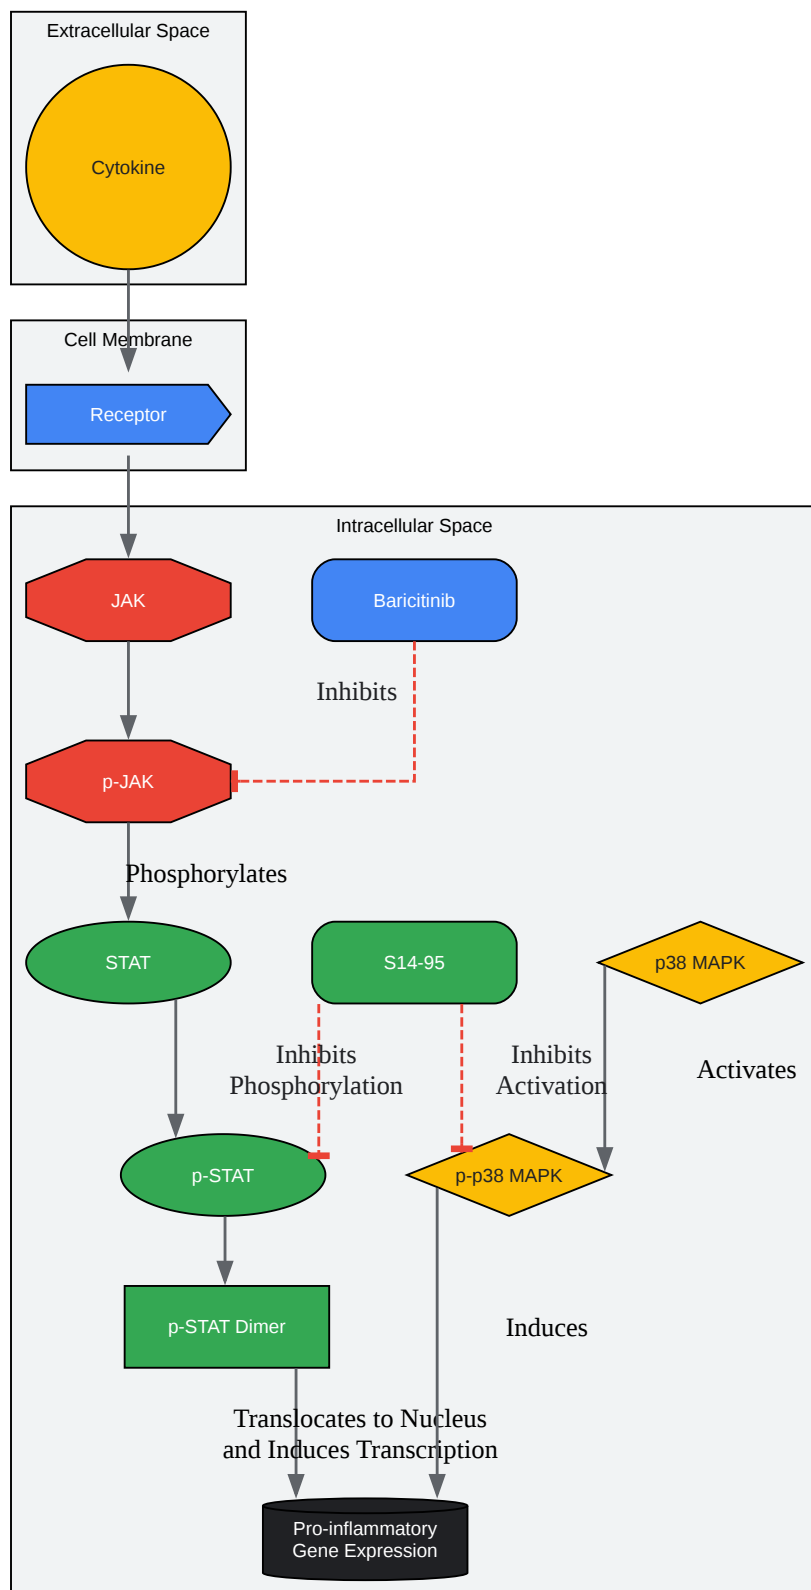 Extracellular Space
Cytokine
Cell Membrane
Receptor
Intracellular Space
JAK
Baricitinib
Inhibits
p-JAK
Phosphorylates
STAT
S14-95
p38 MAPK
Inhibits
Phosphorylation
Inhibits
Activation
Activates
p-STAT
p-p38 MAPK
p-STAT Dimer
Induces
Translocates to Nucleus
and Induces Transcription
Pro-inflammatory
Gene Expression